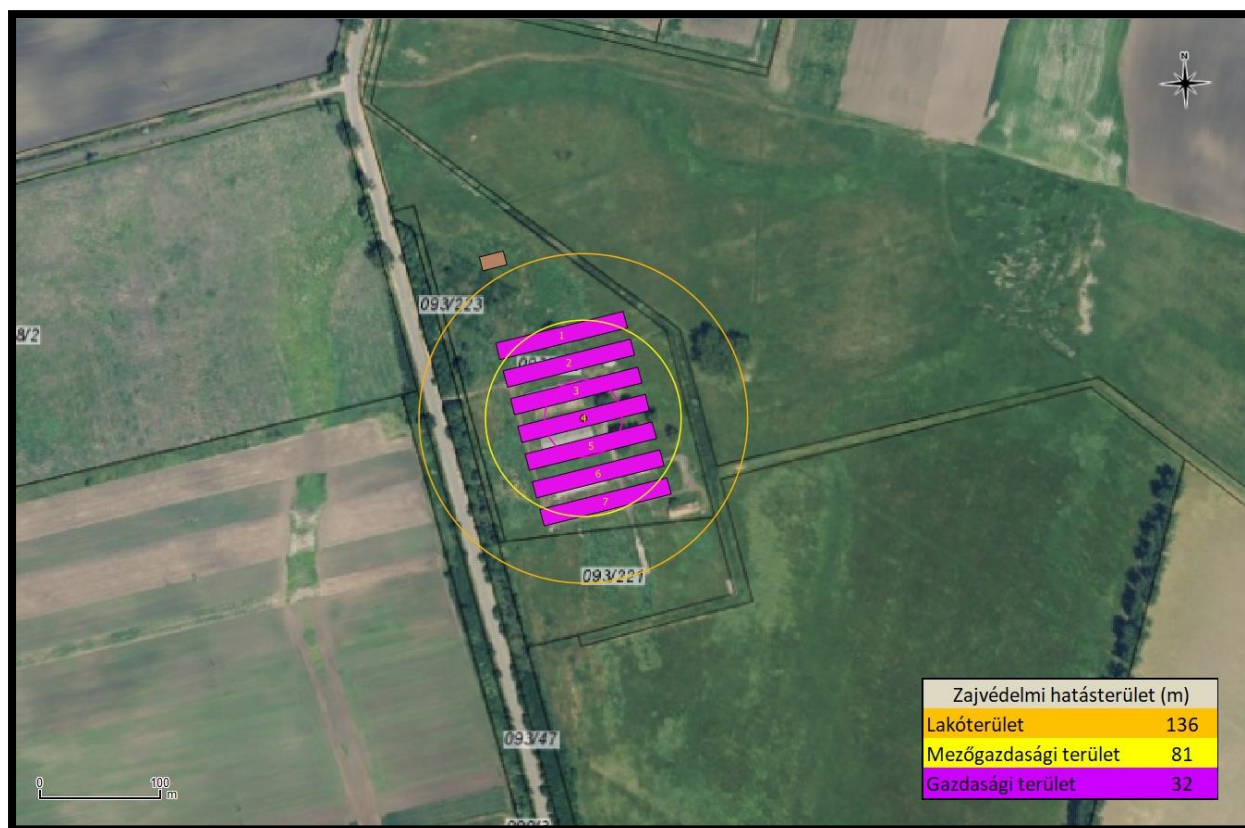 N
8/2
093/223
1
2
3
4
5
6
7
093/221
093/47
0 100
m
Zajvédelmi hatásterület (m)
Lakóterület 136
Mezőgazdasági terület 81
Gazdasági terület 32